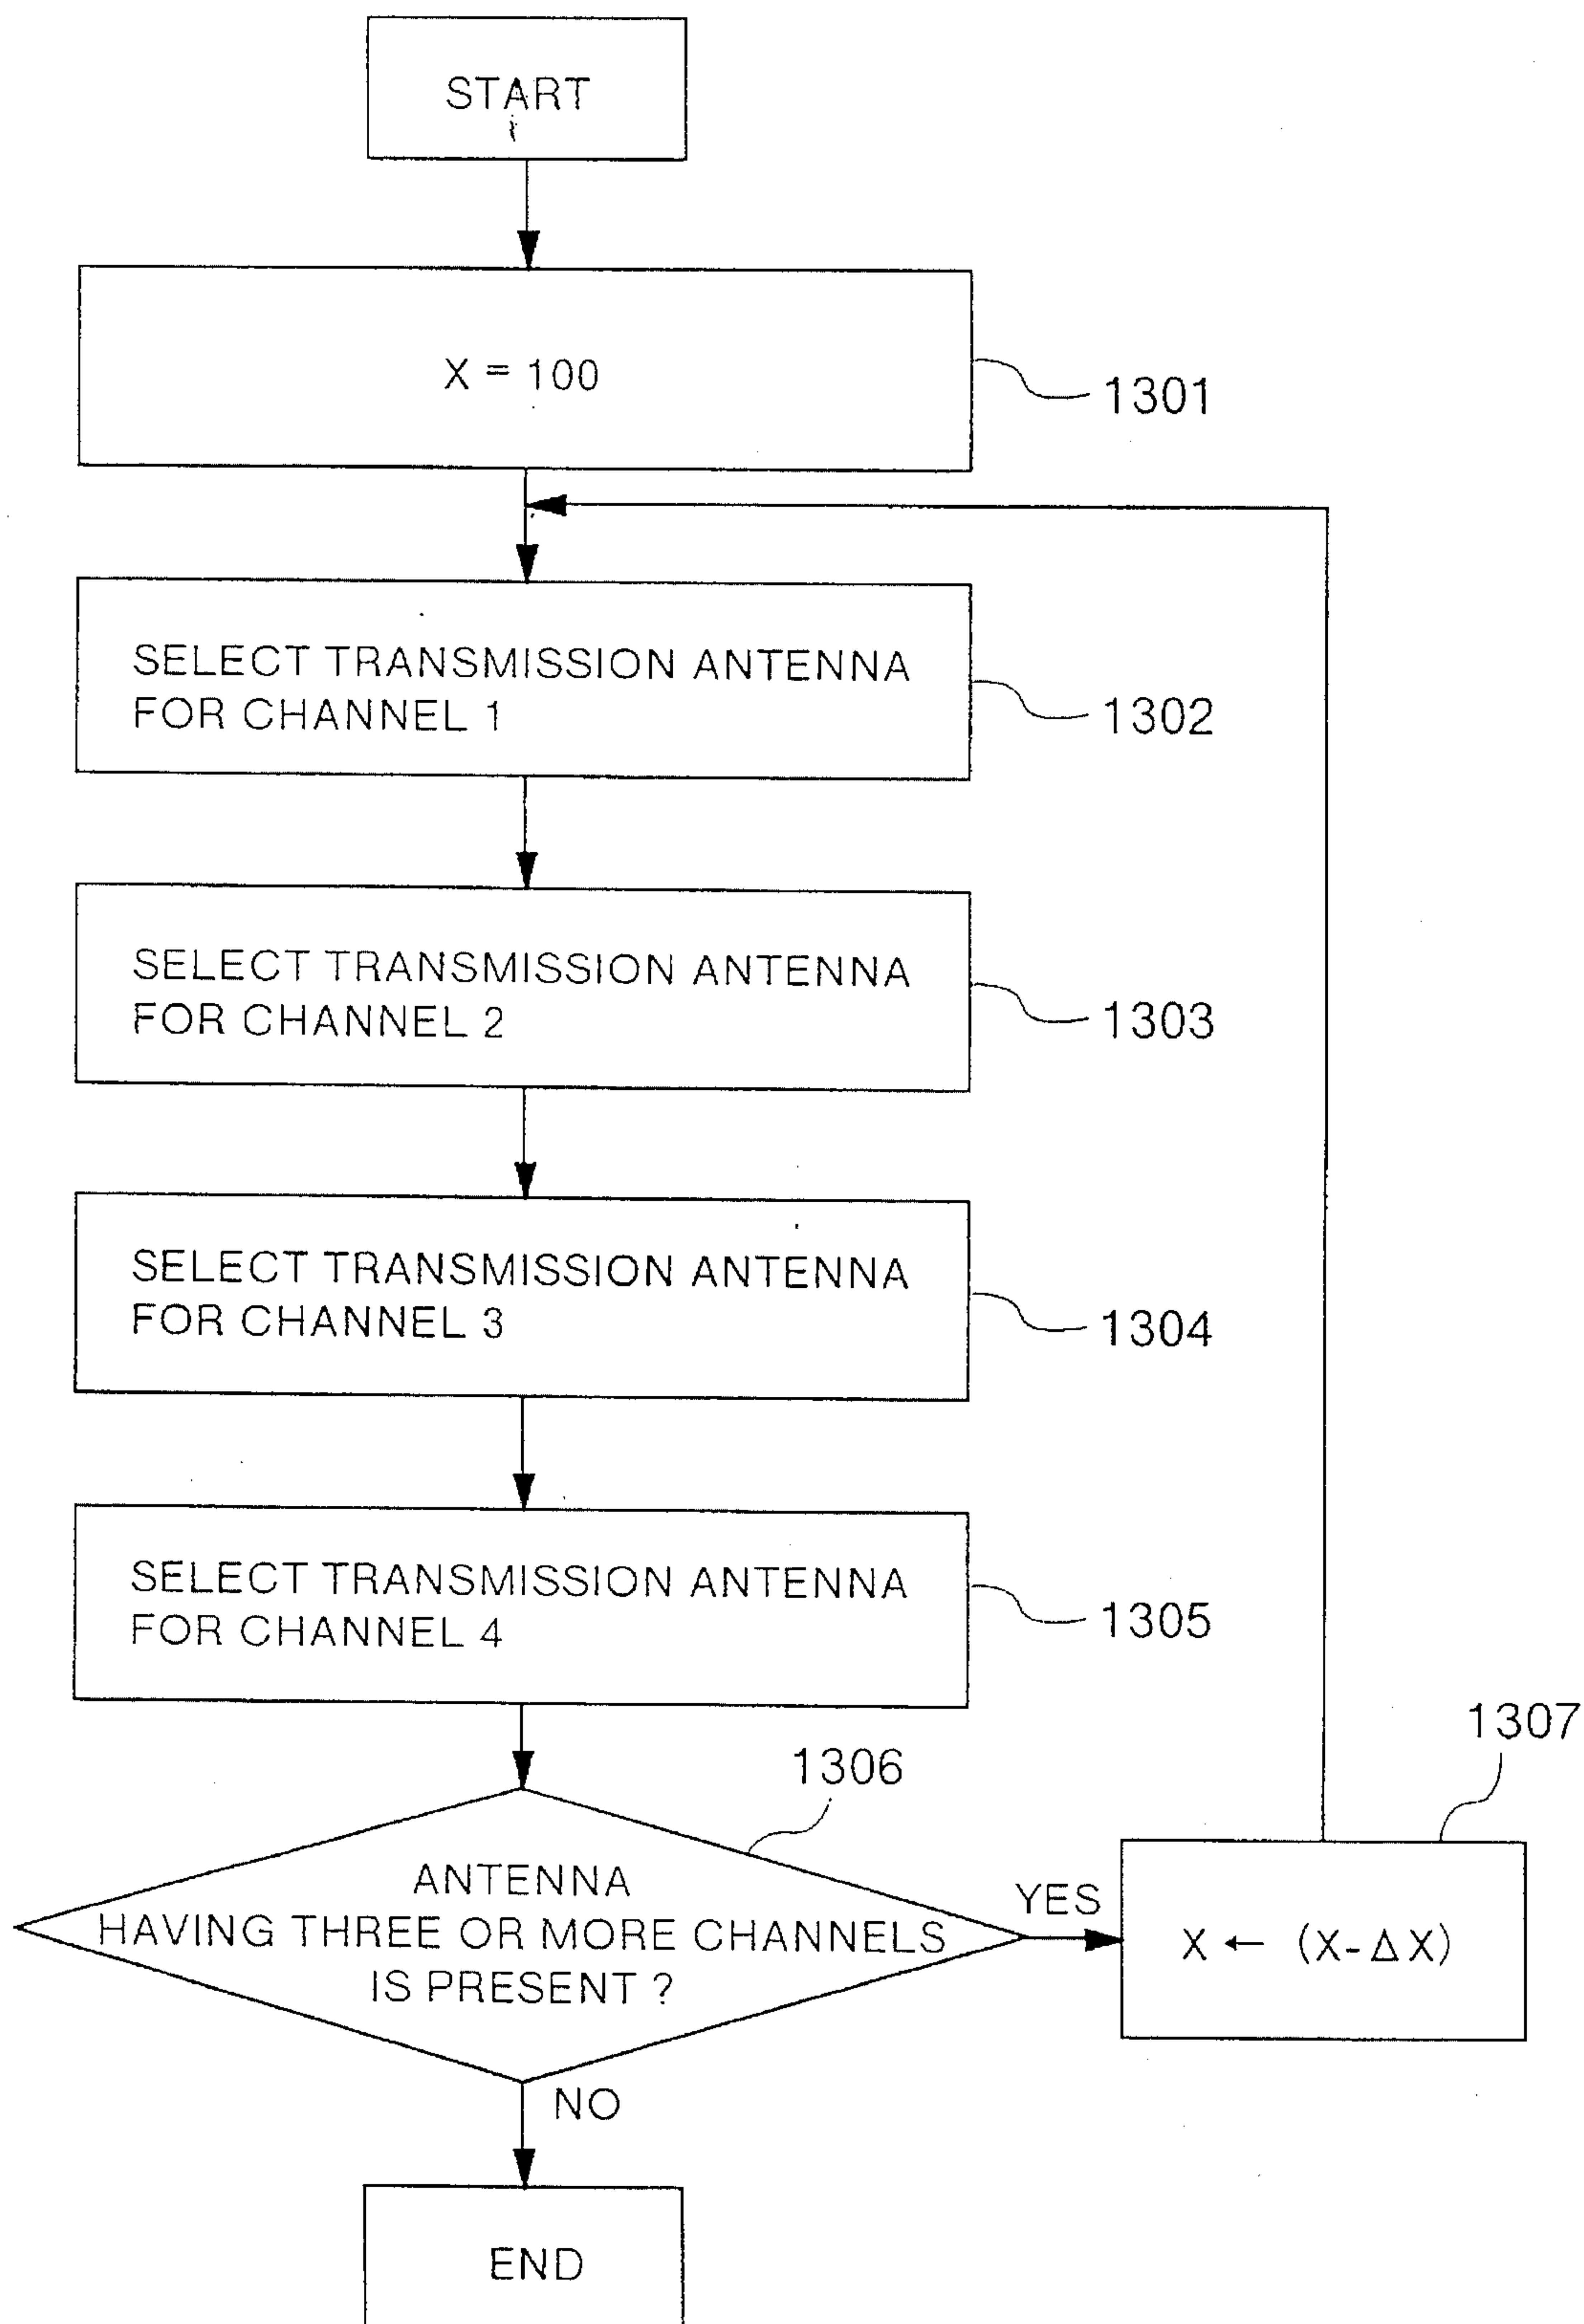 START
X = 100
1301
SELECT TRANSMISSION ANTENNA
FOR CHANNEL 1
1302
SELECT TRANSMISSION ANTENNA
FOR CHANNEL 2
1303
SELECT TRANSMISSION ANTENNA
FOR CHANNEL 3
1304
SELECT TRANSMISSION ANTENNA
FOR CHANNEL 4
1305
1306
ANTENNA
HAVING THREE OR MORE CHANNELS
IS PRESENT ?
YES
1307
X ← (X-ΔX)
NO
END